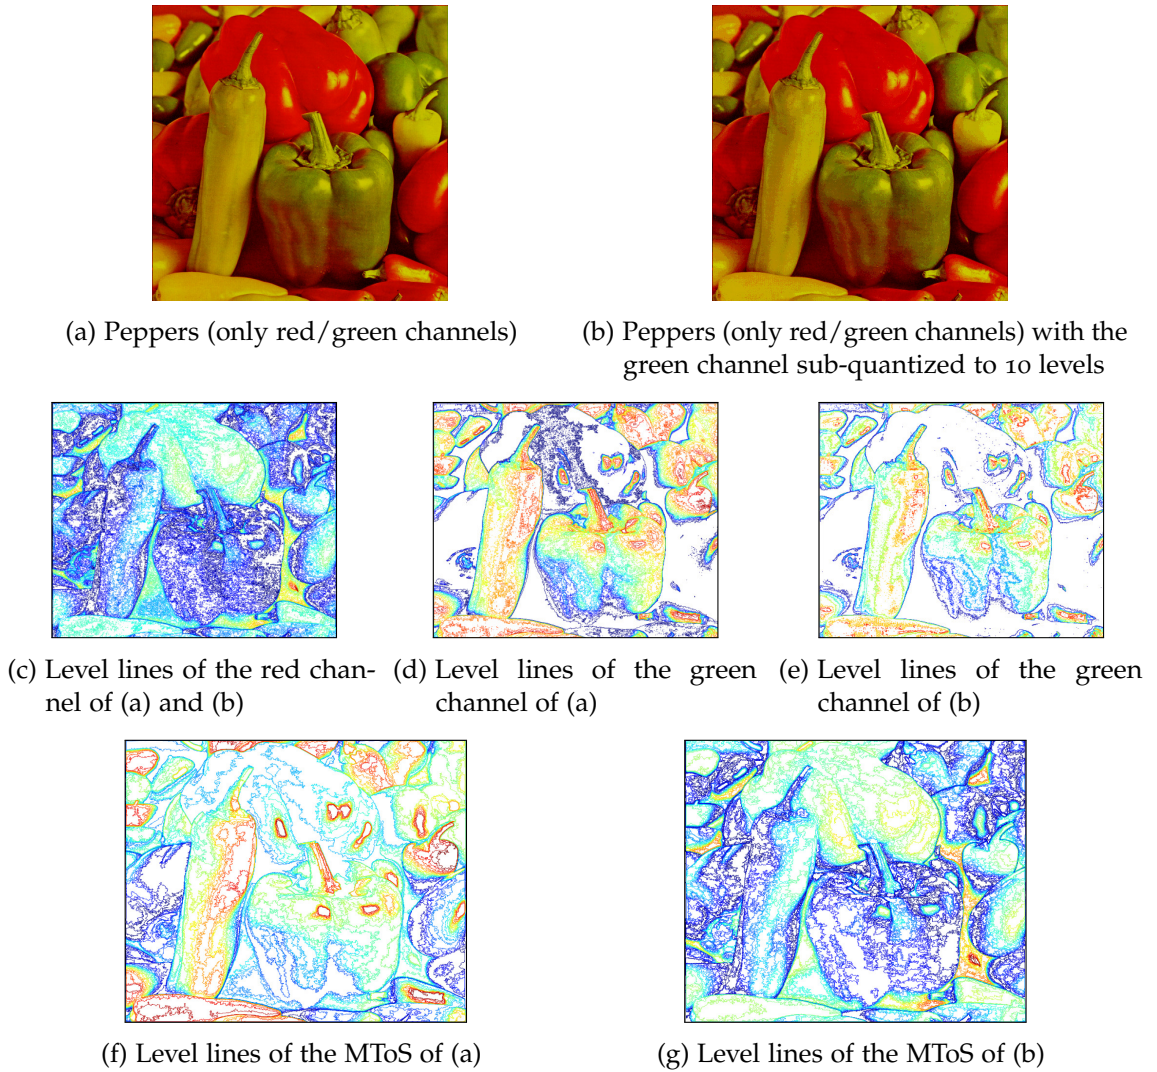 (a) Peppers (only red/green channels)
(b) Peppers (only red/green channels) with the
green channel sub-quantized to 10 levels
(c) Level lines of the red chan-
nel of (a) and (b)
(d) Level lines of the green
channel of (a)
(e) Level lines of the green
channel of (b)
(f) Level lines of the MToS of (a)
(g) Level lines of the MToS of (b)